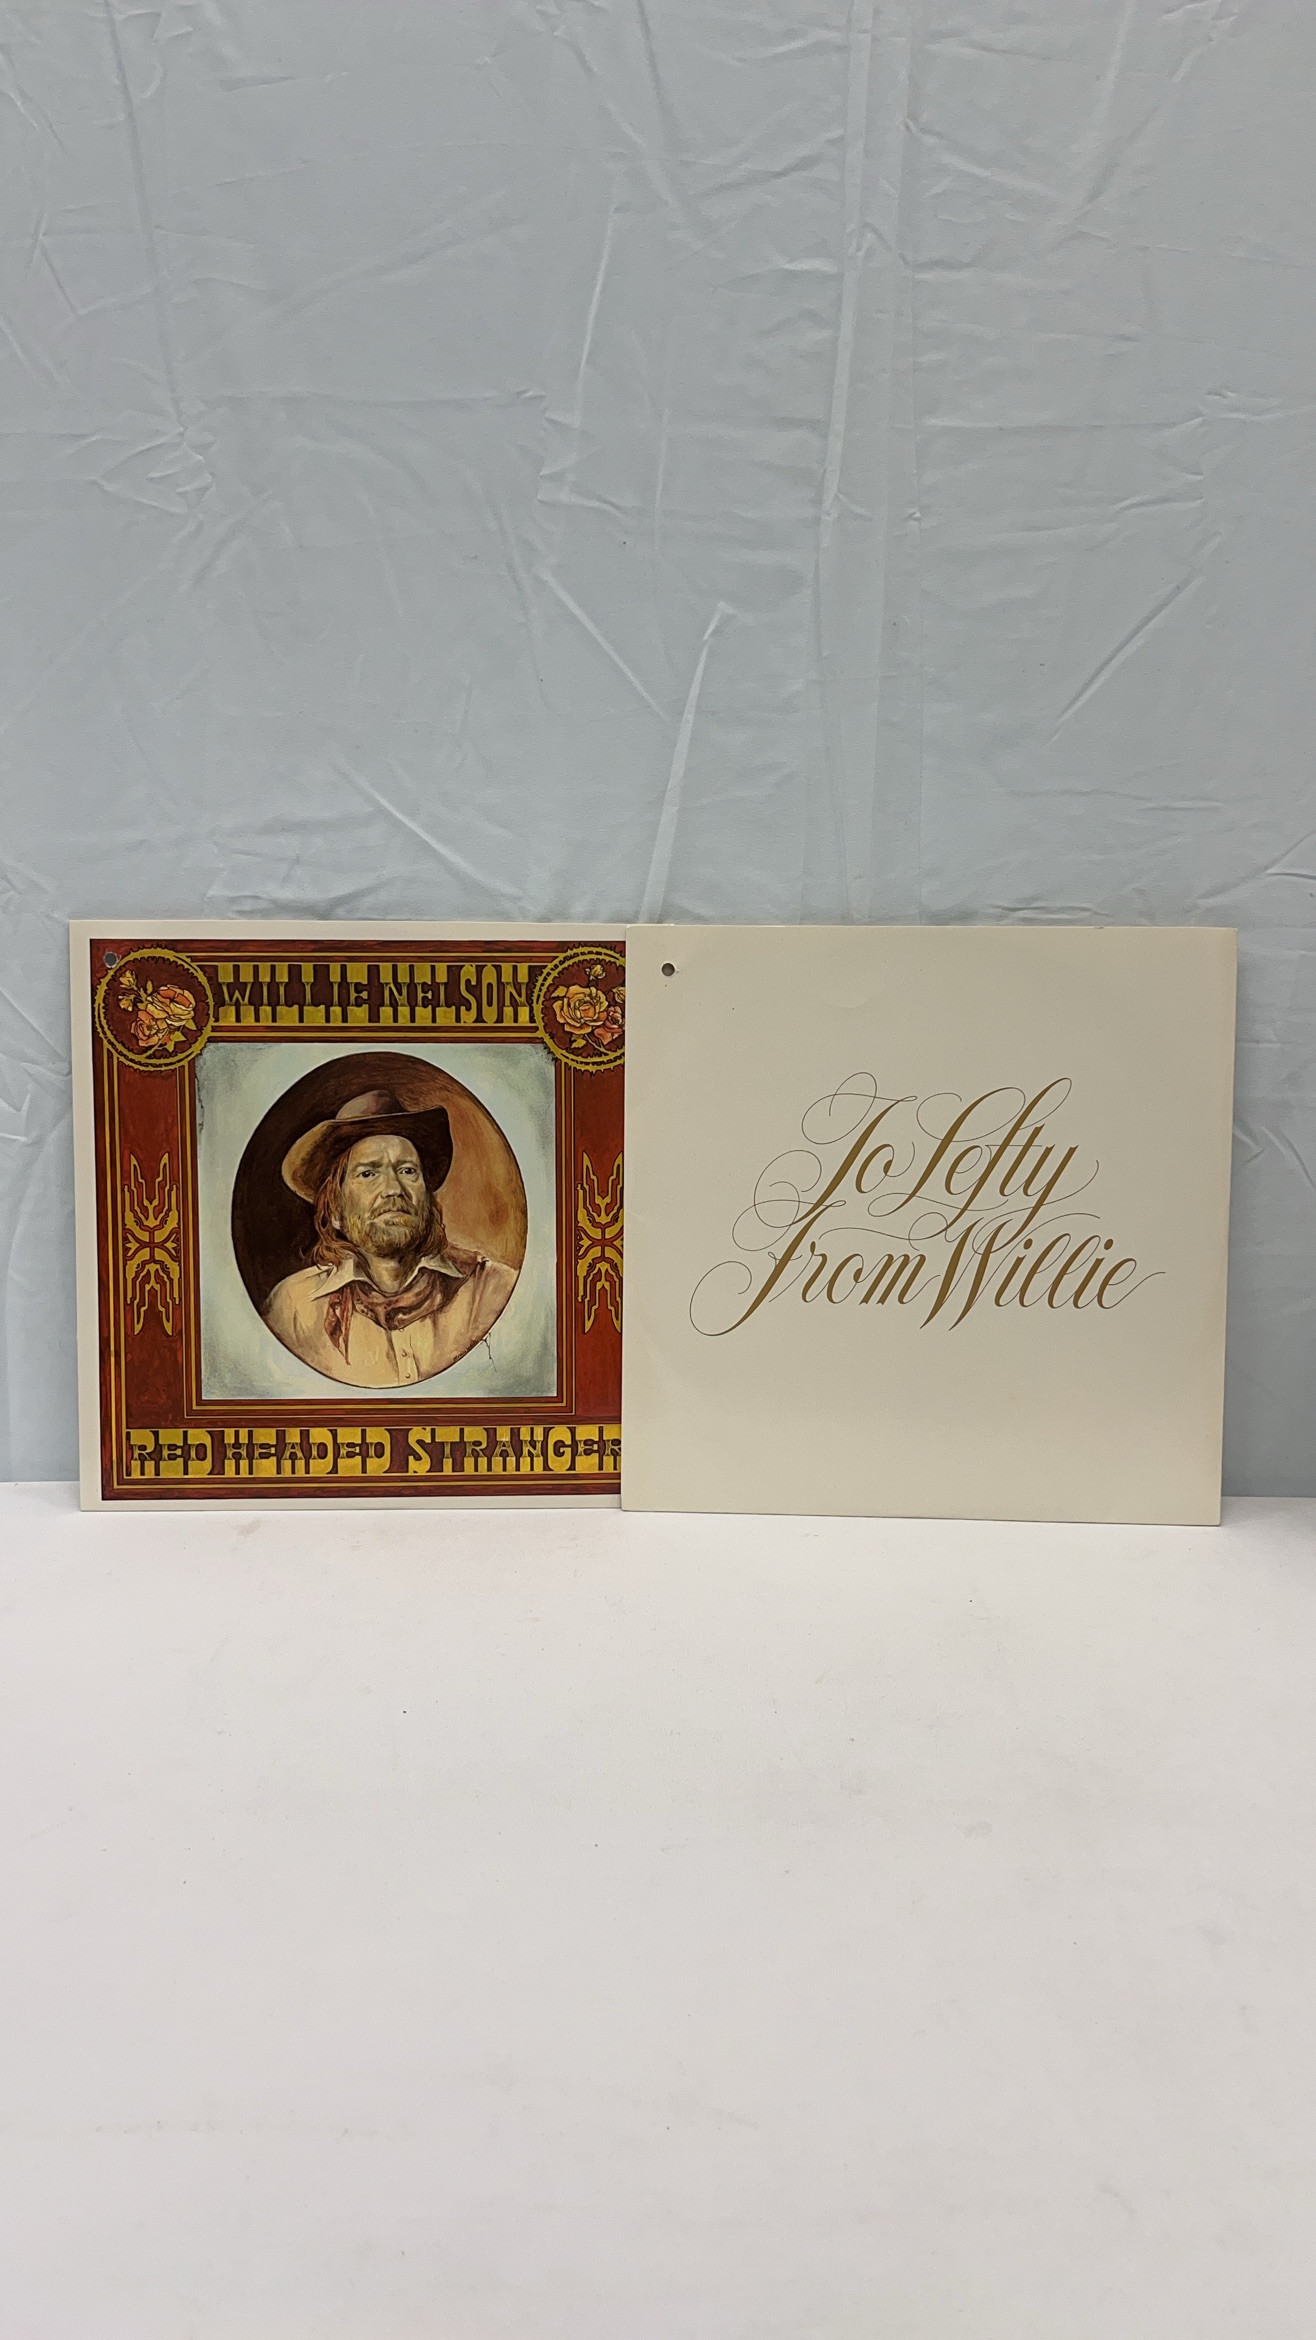 WILLIE NELSON
RED HEADED STRANGER
To Lefty
From Willie